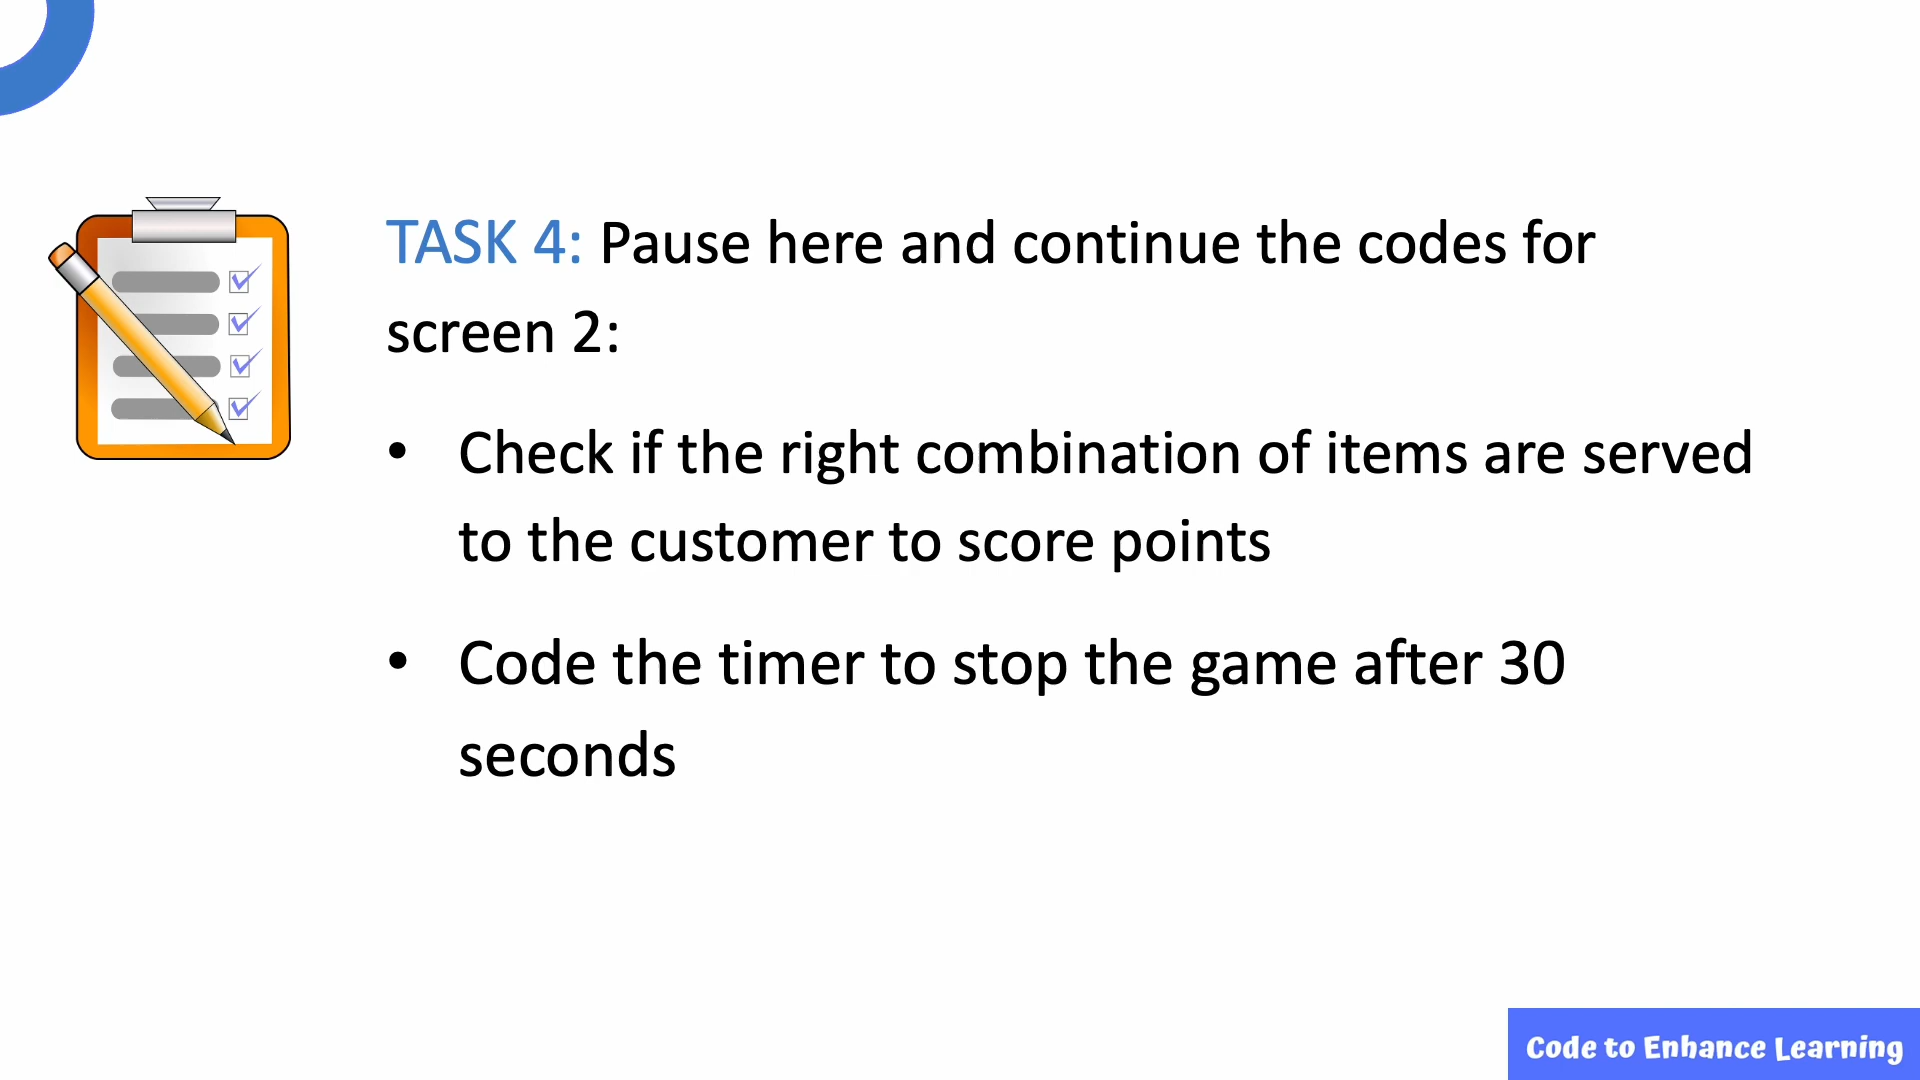 TASK 4: Pause here and continue the codes for
screen 2:
• Check if the right combination of items are served
to the customer to score points
• Code the timer to stop the game after 30
seconds
Code to Enhance Learning